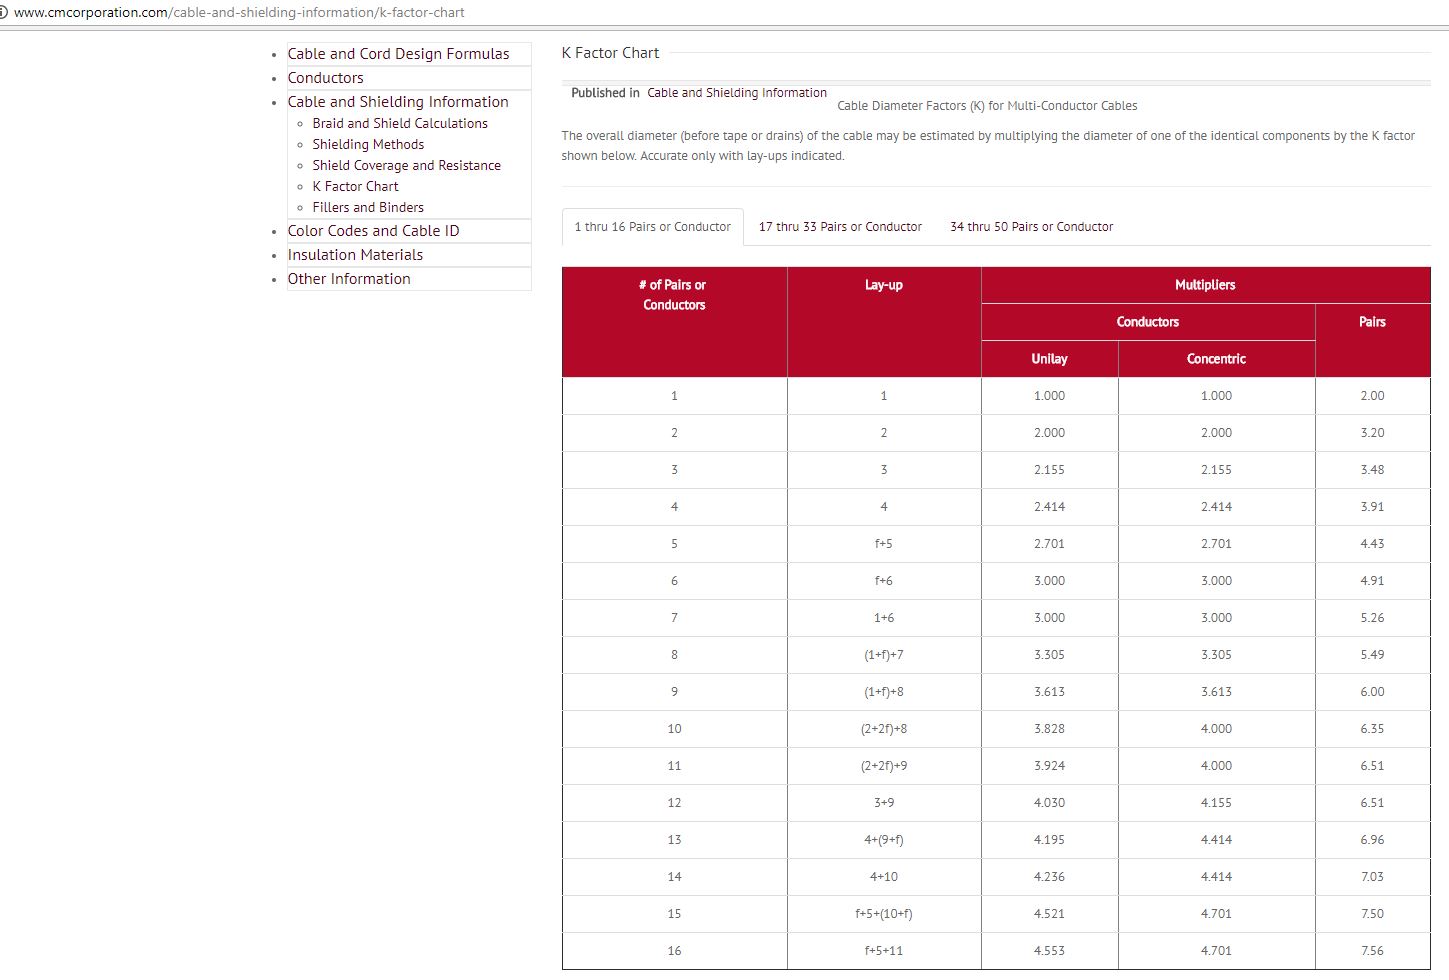 www.cmcorporation.com/cable-and-shielding-information/k-factor-chart
Cable and Cord Design Formulas
Conductors
Cable and Shielding Information
Braid and Shield Calculations
Shielding Methods
Shield Coverage and Resistance
K Factor Chart
Fillers and Binders
Color Codes and Cable ID
Insulation Materials
Other Information
K Factor Chart
Published in Cable and Shielding Information
Cable Diameter Factors (K) for Multi-Conductor Cables
The overall diameter (before tape or drains) of the cable may be estimated by multiplying the diameter of one of the identical components by the K factor
shown below. Accurate only with lay-ups indicated.
1 thru 16 Pairs or Conductor 17 thru 33 Pairs or Conductor 34 thru 50 Pairs or Conductor
# of Pairs or
Conductors
Lay-up
Multipliers
Conductors
Pairs
Unilay
Concentric
1 1 1.000 1.000 2.00
2 2 2.000 2.000 3.20
3 3 2.155 2.155 3.48
4 4 2.414 2.414 3.91
5 f+5 2.701 2.701 4.43
6 f+6 3.000 3.000 4.91
7 1+6 3.000 3.000 5.26
8 (1+f)+7 3.305 3.305 5.49
9 (1+f)+8 3.613 3.613 6.00
10 (2+2f)+8 3.828 4.000 6.35
11 (2+2f)+9 3.924 4.000 6.51
12 3+9 4.030 4.155 6.51
13 4+(9+f) 4.195 4.414 6.96
14 4+10 4.236 4.414 7.03
15 f+5+(10+f) 4.521 4.701 7.50
16 f+5+11 4.553 4.701 7.56